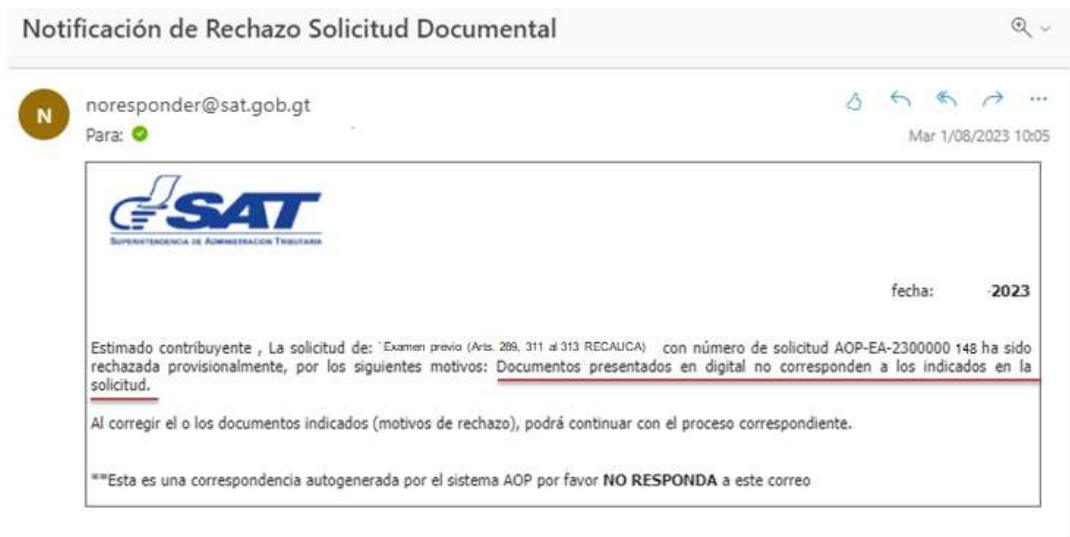 Notificación de Rechazo Solicitud Documental
N
noresponder@sat.gob.gt
Para:
Mar 1/08/2023 10:05
SAT
SUPERINTENDENCIA DE ADMINISTRACION TRIBUTARIA
fecha: -2023
Estimado contribuyente , La solicitud de: `Examen previo (Arts. 289, 311 al 313 RECAUCA) con número de solicitud AOP-EA-2300000 148 ha sido
rechazada provisionalmente, por los siguientes motivos: Documentos presentados en digital no corresponden a los indicados en la
solicitud.
Al corregir el o los documentos indicados (motivos de rechazo), podrá continuar con el proceso correspondiente.
**Esta es una correspondencia autogenerada por el sistema AOP por favor NO RESPONDA a este correo